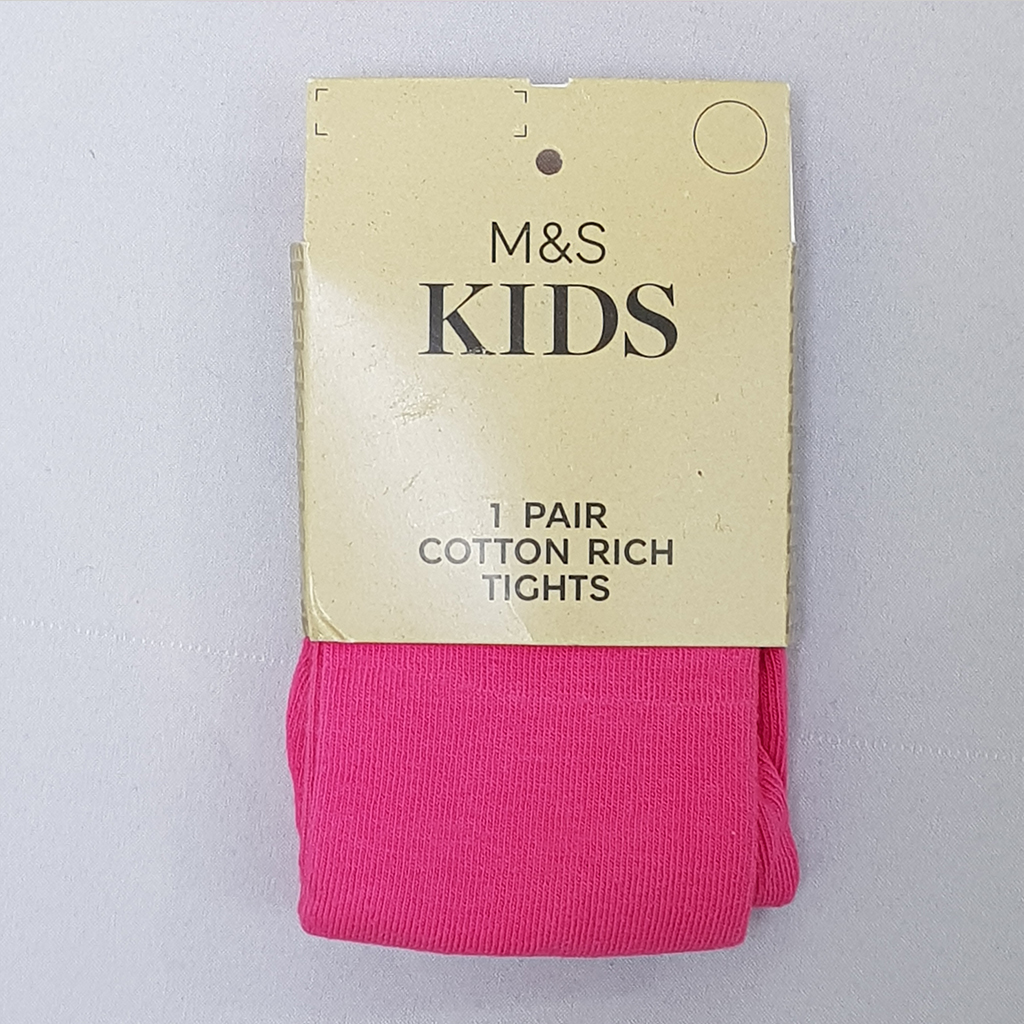 M&S
KIDS
1 PAIR
COTTON RICH
TIGHTS